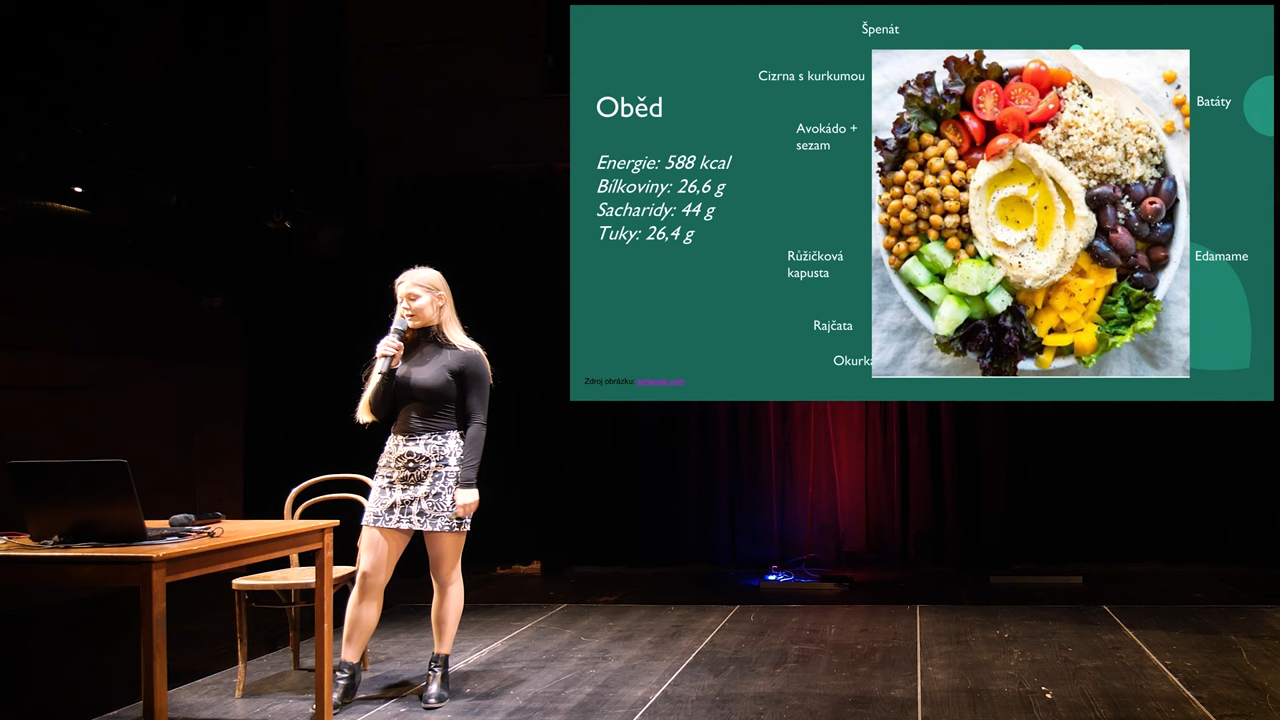 Špenát
Cizrna s kurkumou
Oběd
Batáty
Avokádo +
sezam
Energie: 588 kcal
Bílkoviny: 26,6 g
Sacharidy: 44 g
Tuky: 26,4 g
Růžičková
kapusta
Edamame
Rajčata
Okurka
Zdroj obrázku: